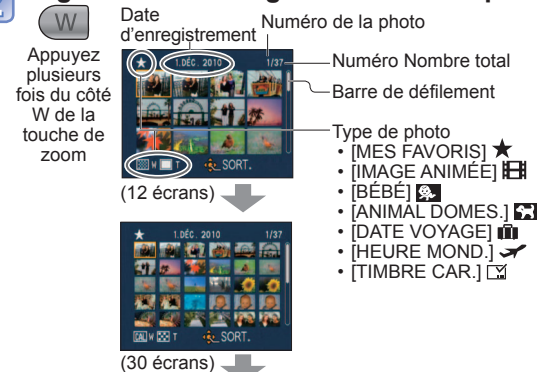 W
Appuyez
plusieurs
fois du côté
W de la
touche de
zoom
Date
d'enregistrement
Numéro de la photo
Numéro Nombre total
Barre de défilement
Type de photo
• [MES FAVORIS]
• [IMAGE ANIMÉE]
• [BÉBÉ]
• [ANIMAL DOMES.]
• [DATE VOYAGE]
• [HEURE MOND.]
• [TIMBRE CAR.]
1.DÉC. 2010 1/37
W T SORT.
(12 écrans)
1.DÉC. 2010 1/37
CAL W T SORT.
(30 écrans)